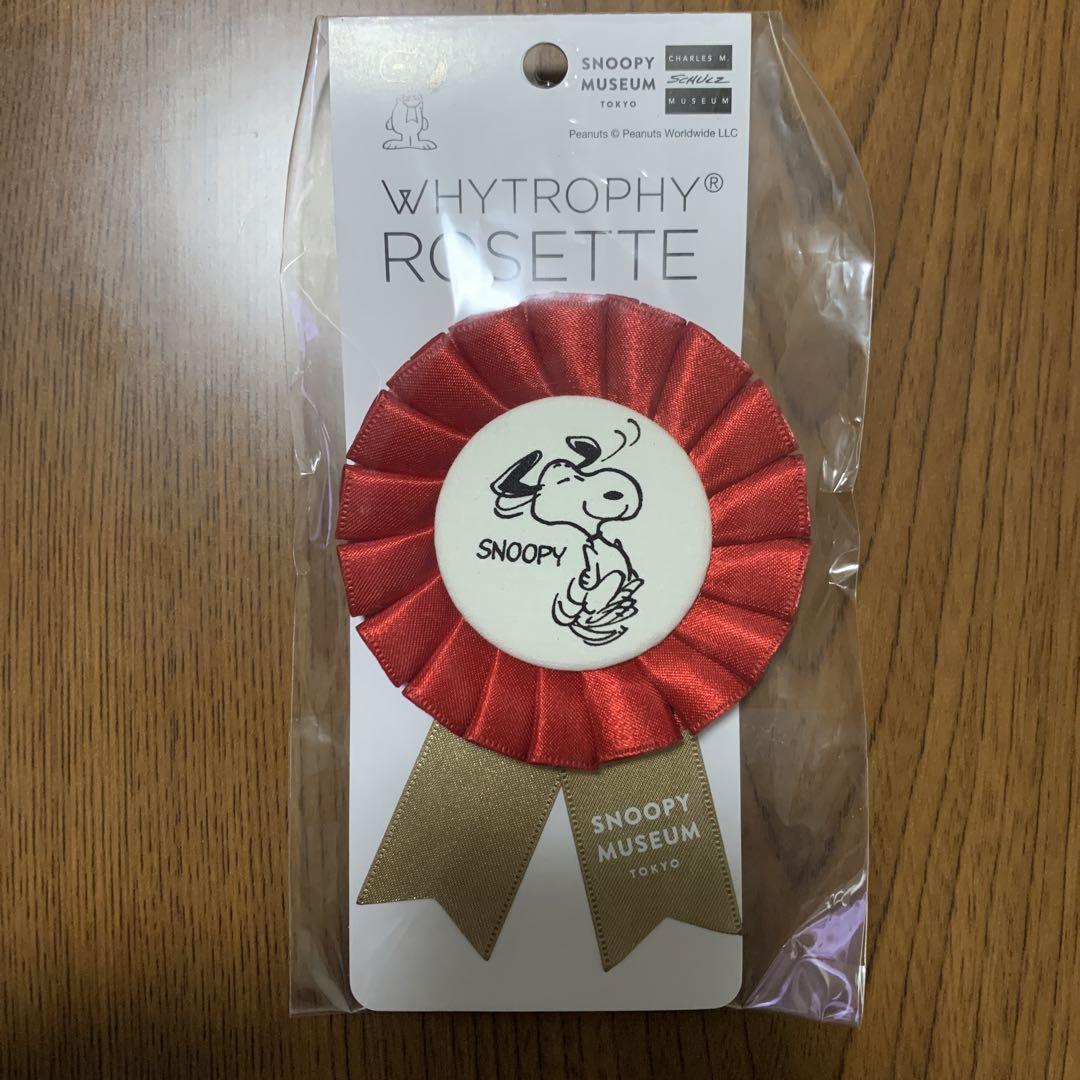 SNOOPY
MUSEUM
TOKYO
CHARLES M.
SCHULZ
MUSEUM
Peanuts © Peanuts Worldwide LLC
WHYTROPHY®
ROSETTE
SNOOPY
SNOOPY
MUSEUM
TOKYO